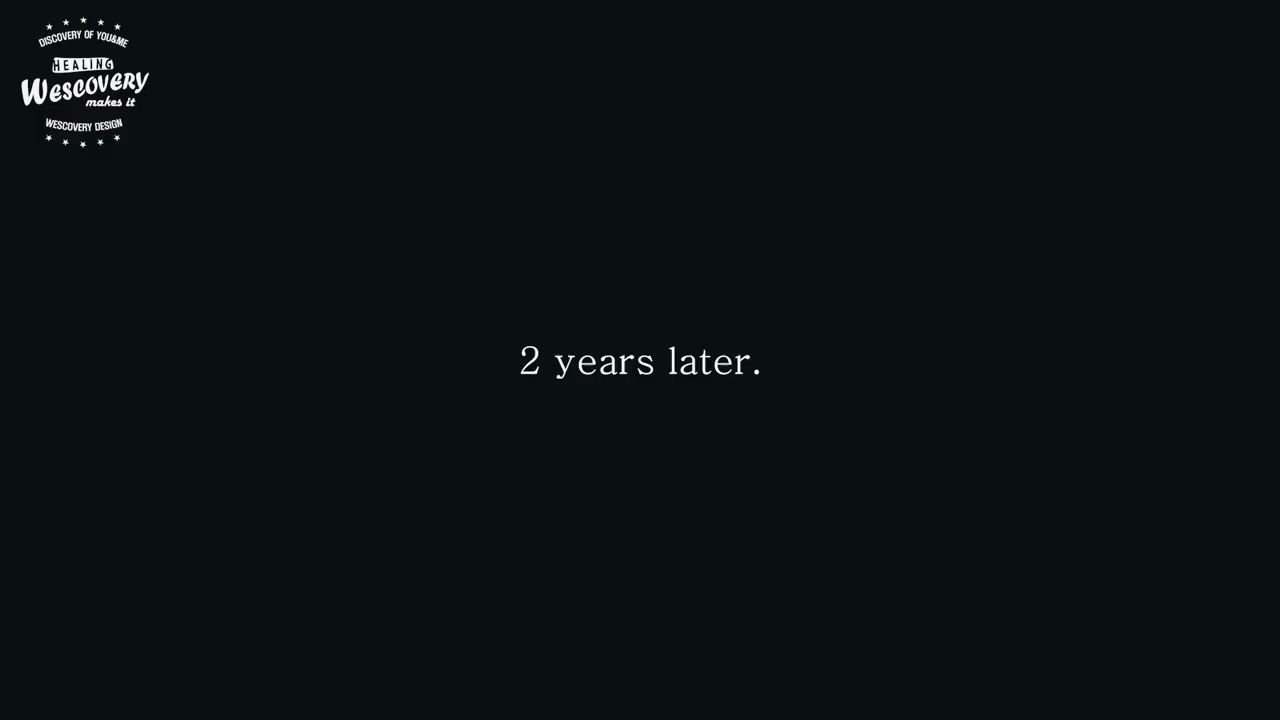 DISCOVERY OF YOU&ME
HEALING
Wescovery
makes it
WESCOVERY DESIGN
2 years later.